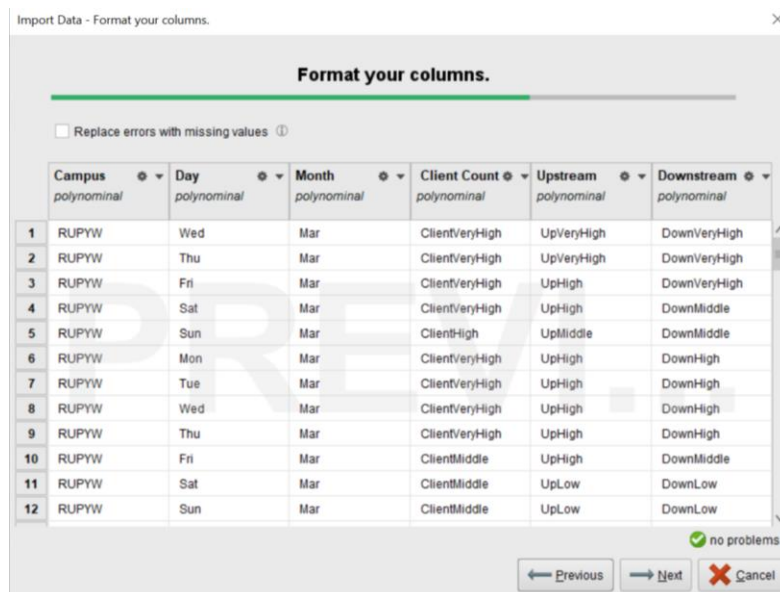 Import Data - Format your columns.
Format your columns.
Replace errors with missing values
Campus Day Month Client Count Upstream Downstream
polynominal polynominal polynominal polynominal polynominal polynominal
1 RUPYW Wed Mar ClientVeryHigh UpVeryHigh DownVeryHigh
2 RUPYW Thu Mar ClientVeryHigh UpVeryHigh DownVeryHigh
3 RUPYW Fri Mar ClientVeryHigh UpHigh DownVeryHigh
4 RUPYW Sat Mar ClientVeryHigh UpHigh DownMiddle
5 RUPYW Sun Mar ClientHigh UpMiddle DownMiddle
6 RUPYW Mon Mar ClientVeryHigh UpHigh DownHigh
7 RUPYW Tue Mar ClientVeryHigh UpHigh DownHigh
8 RUPYW Wed Mar ClientVeryHigh UpHigh DownHigh
9 RUPYW Thu Mar ClientVeryHigh UpHigh DownHigh
10 RUPYW Fri Mar ClientMiddle UpHigh DownMiddle
11 RUPYW Sat Mar ClientMiddle UpLow DownLow
12 RUPYW Sun Mar ClientMiddle UpLow DownLow
PREVI...
no problems
Previous Next Cancel